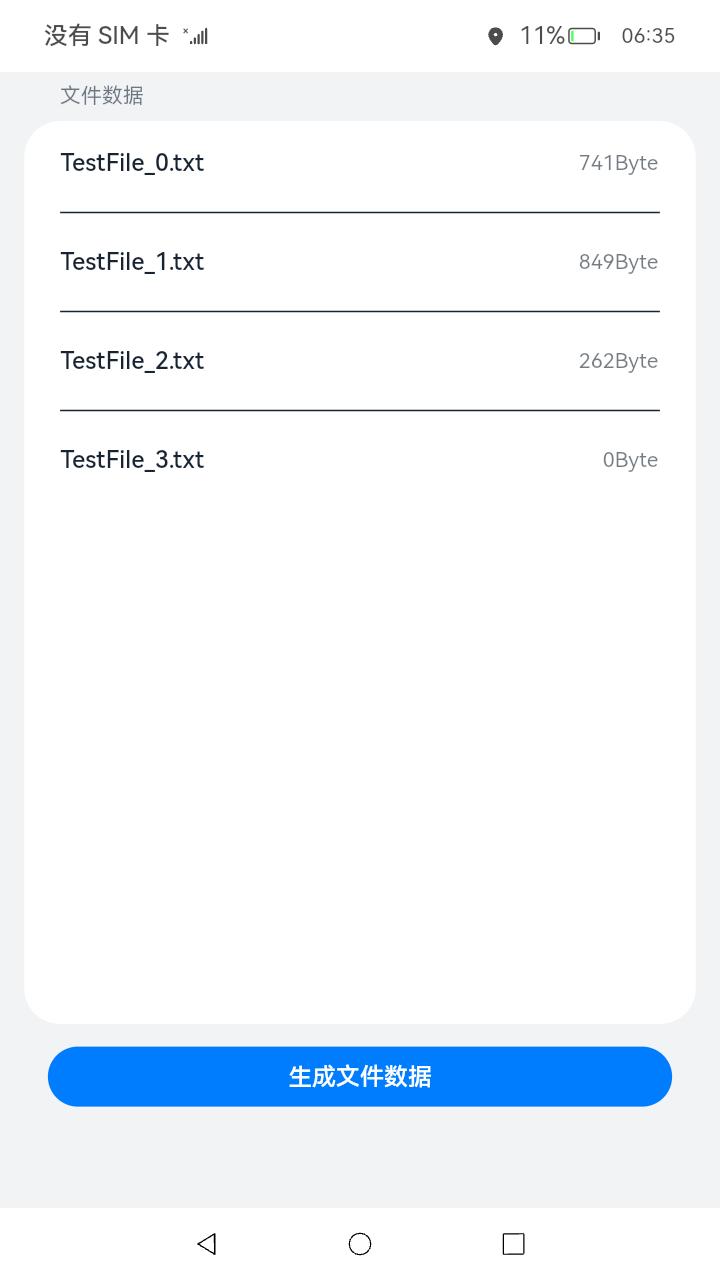 没有 SIM 卡 11% 06:35
文件数据
TestFile_0.txt 741Byte
TestFile_1.txt 849Byte
TestFile_2.txt 262Byte
TestFile_3.txt 0Byte
生成文件数据